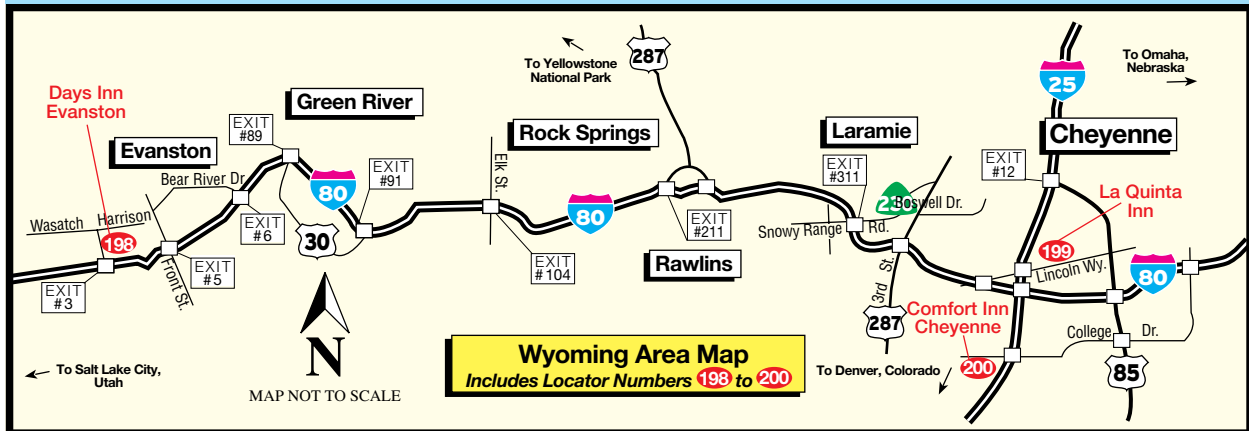 To Yellowstone
National Park
287
25
To Omaha,
Nebraska
Days Inn
Evanston
Green River
EXIT
#89
Evanston
Rock Springs
Laramie
Cheyenne
Bear River Dr.
80
EXIT
#91
Elk St.
EXIT
#311
EXIT
#12
La Quinta
Inn
Wasatch
Harrison
198
EXIT
#6
30
80
EXIT
#211
Boswell Dr.
Snowy Range Rd.
199
Lincoln Wy.
80
EXIT
#3
Front St.
EXIT
#5
EXIT
#104
Rawlins
3rd St.
287
Comfort Inn
Cheyenne
College Dr.
To Salt Lake City,
Utah
N
MAP NOT TO SCALE
Wyoming Area Map
Includes Locator Numbers 198 to 200
To Denver, Colorado
200
85